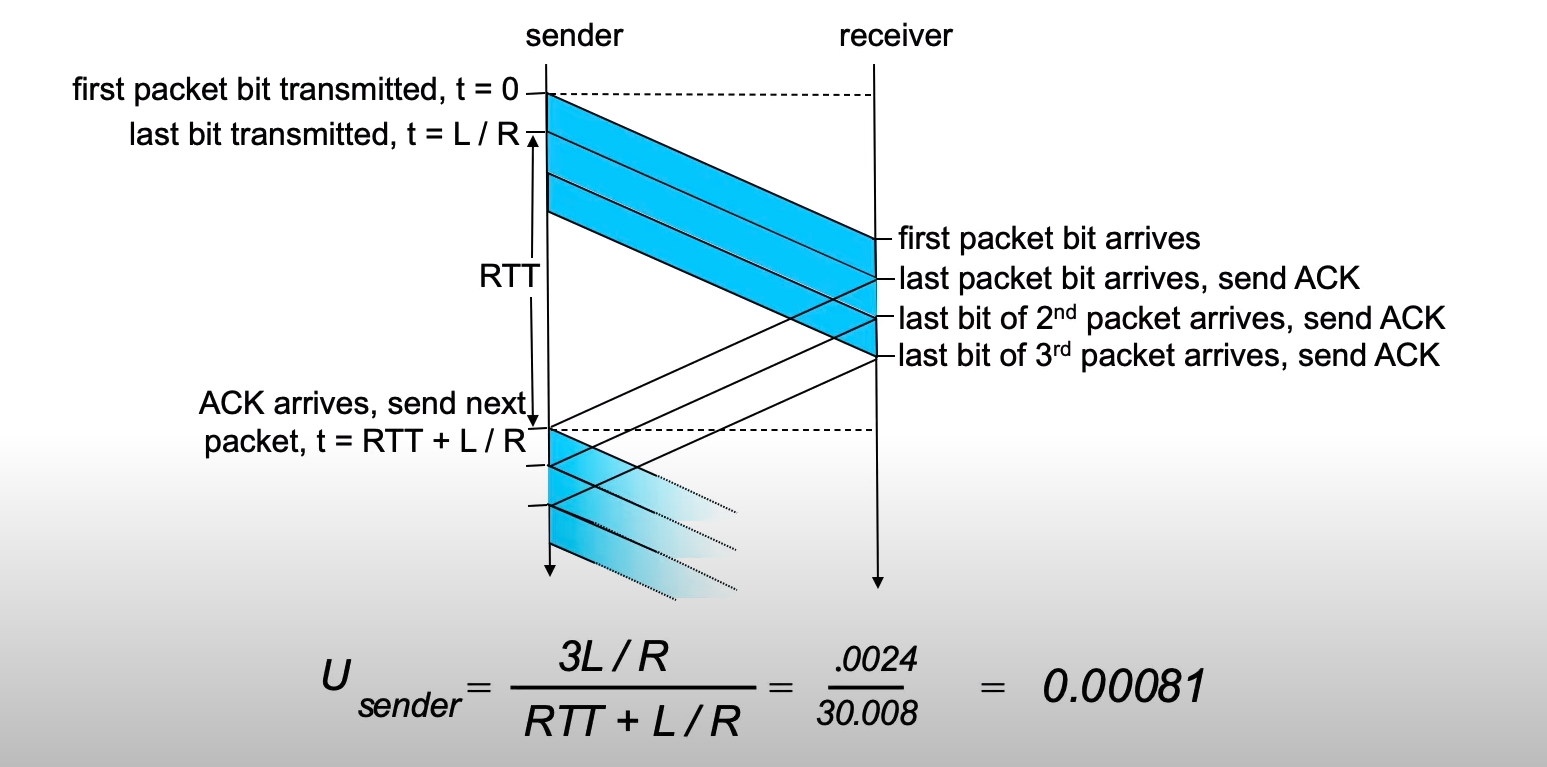 sender receiver
first packet bit transmitted, t = 0
last bit transmitted, t = L / R
first packet bit arrives
RTT
last packet bit arrives, send ACK
last bit of 2nd packet arrives, send ACK
last bit of 3rd packet arrives, send ACK
ACK arrives, send next
packet, t = RTT + L / R
U sender = 3L / R / RTT + L / R = .0024 / 30.008 = 0.00081